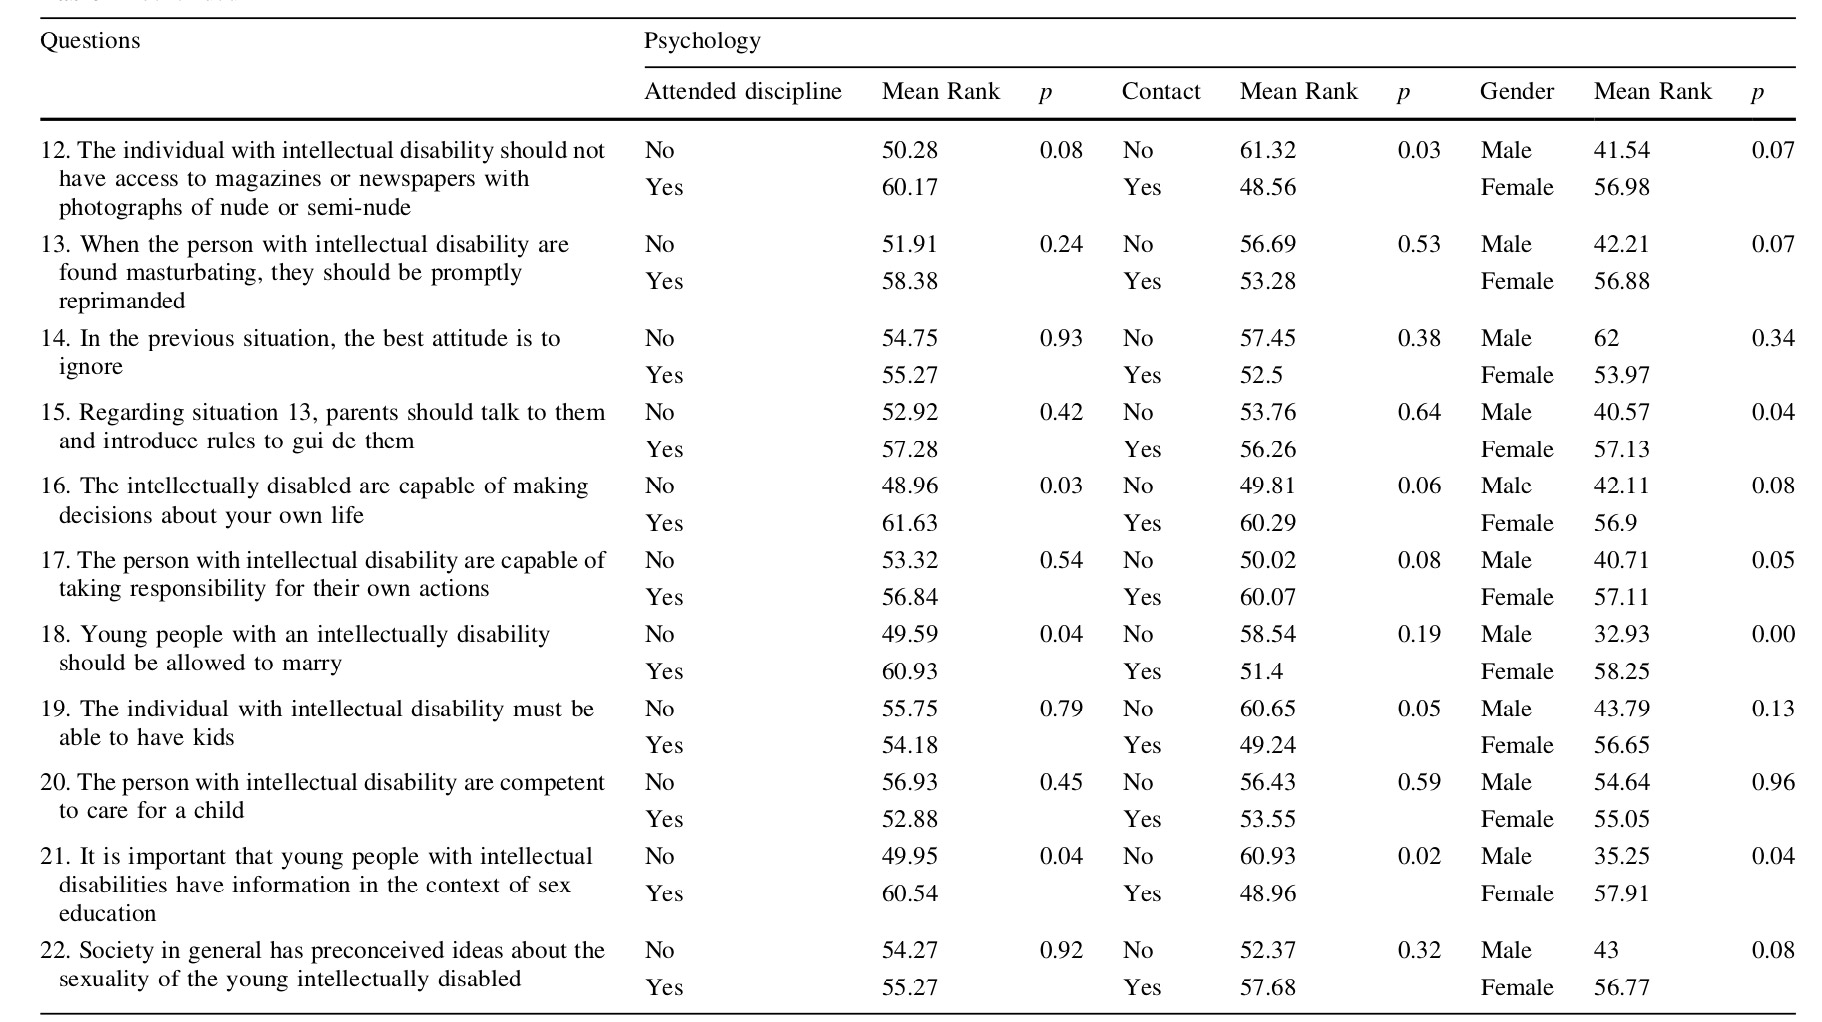 Questions Psychology
Attended discipline Mean Rank p Contact Mean Rank p Gender Mean Rank p
12. The individual with intellectual disability should not No 50.28 0.08 No 61.32 0.03 Male 41.54 0.07
have access to magazines or newspapers with Yes 60.17 Yes 48.56 Female 56.98
photographs of nude or semi-nude
13. When the person with intellectual disability are No 51.91 0.24 No 56.69 0.53 Male 42.21 0.07
found masturbating, they should be promptly Yes 58.38 Yes 53.28 Female 56.88
reprimanded
14. In the previous situation, the best attitude is to No 54.75 0.93 No 57.45 0.38 Male 62 0.34
ignore Yes 55.27 Yes 52.5 Female 53.97
15. Regarding situation 13, parents should talk to them No 52.92 0.42 No 53.76 0.64 Male 40.57 0.04
and introduce rules to gui de them Yes 57.28 Yes 56.26 Female 57.13
16. The intellectually disabled are capable of making No 48.96 0.03 No 49.81 0.06 Male 42.11 0.08
decisions about your own life Yes 61.63 Yes 60.29 Female 56.9
17. The person with intellectual disability are capable of No 53.32 0.54 No 50.02 0.08 Male 40.71 0.05
taking responsibility for their own actions Yes 56.84 Yes 60.07 Female 57.11
18. Young people with an intellectually disability No 49.59 0.04 No 58.54 0.19 Male 32.93 0.00
should be allowed to marry Yes 60.93 Yes 51.4 Female 58.25
19. The individual with intellectual disability must be No 55.75 0.79 No 60.65 0.05 Male 43.79 0.13
able to have kids Yes 54.18 Yes 49.24 Female 56.65
20. The person with intellectual disability are competent No 56.93 0.45 No 56.43 0.59 Male 54.64 0.96
to care for a child Yes 52.88 Yes 53.55 Female 55.05
21. It is important that young people with intellectual No 49.95 0.04 No 60.93 0.02 Male 35.25 0.04
disabilities have information in the context of sex Yes 60.54 Yes 48.96 Female 57.91
education
22. Society in general has preconceived ideas about the No 54.27 0.92 No 52.37 0.32 Male 43 0.08
sexuality of the young intellectually disabled Yes 55.27 Yes 57.68 Female 56.77